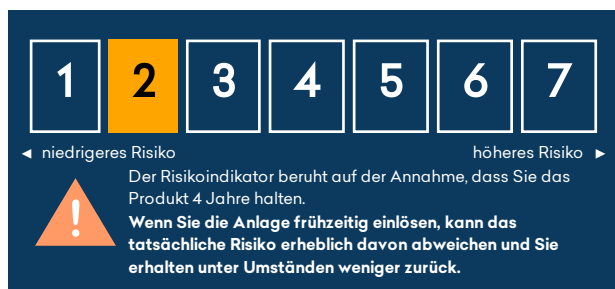 1 2 3 4 5 6 7
◄ niedrigeres Risiko höheres Risiko ►
Der Risikoindikator beruht auf der Annahme, dass Sie das
Produkt 4 Jahre halten.
Wenn Sie die Anlage frühzeitig einlösen, kann das
tatsächliche Risiko erheblich davon abweichen und Sie
erhalten unter Umständen weniger zurück.
!